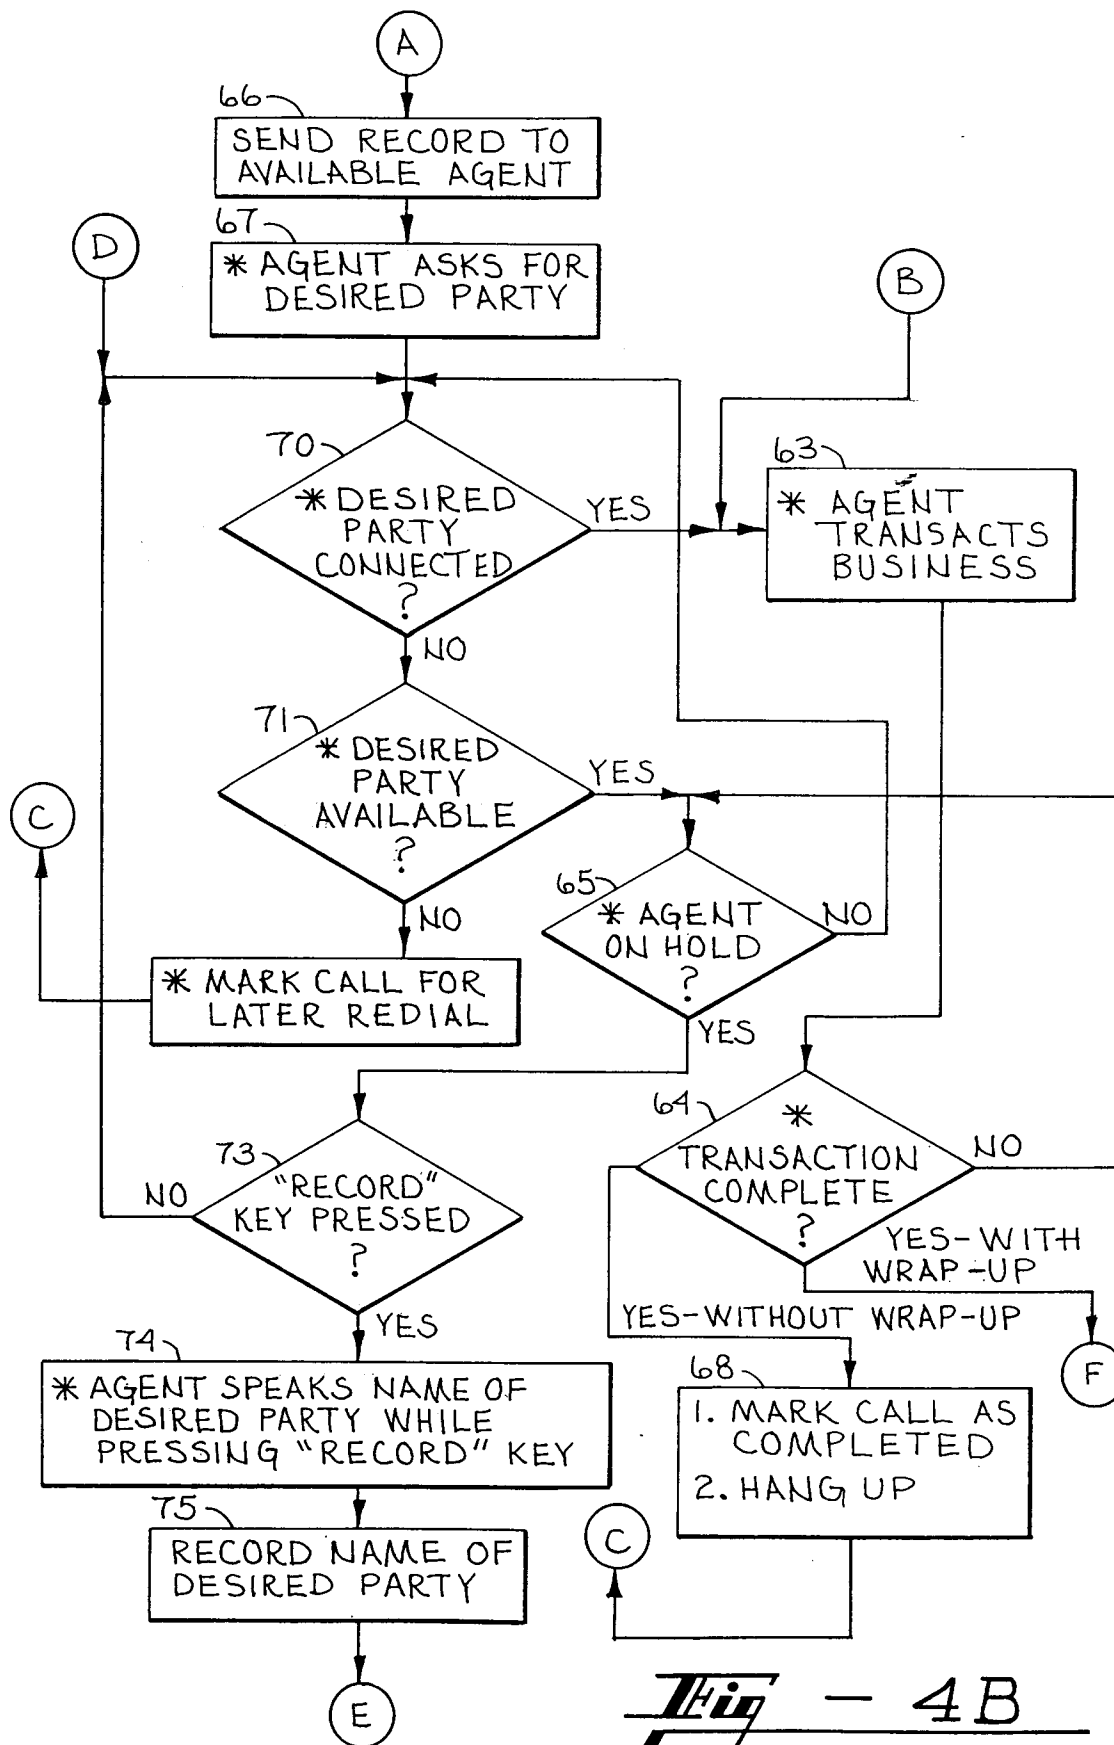 A
66
SEND RECORD TO
AVAILABLE AGENT
67
* AGENT ASKS FOR
DESIRED PARTY
D
B
70
* DESIRED
PARTY
CONNECTED
?
YES
NO
63
* AGENT
TRANSACTS
BUSINESS
71
* DESIRED
PARTY
AVAILABLE
?
YES
NO
C
65
* AGENT
ON HOLD
?
NO
YES
* MARK CALL FOR
LATER REDIAL
73
"RECORD"
KEY PRESSED
?
NO
YES
64
*
TRANSACTION
COMPLETE
?
NO
YES-WITH
WRAP-UP
YES-WITHOUT WRAP-UP
F
74
* AGENT SPEAKS NAME OF
DESIRED PARTY WHILE
PRESSING "RECORD" KEY
68
1. MARK CALL AS
COMPLETED
2. HANG UP
75
RECORD NAME OF
DESIRED PARTY
C
E
Fig - 4B